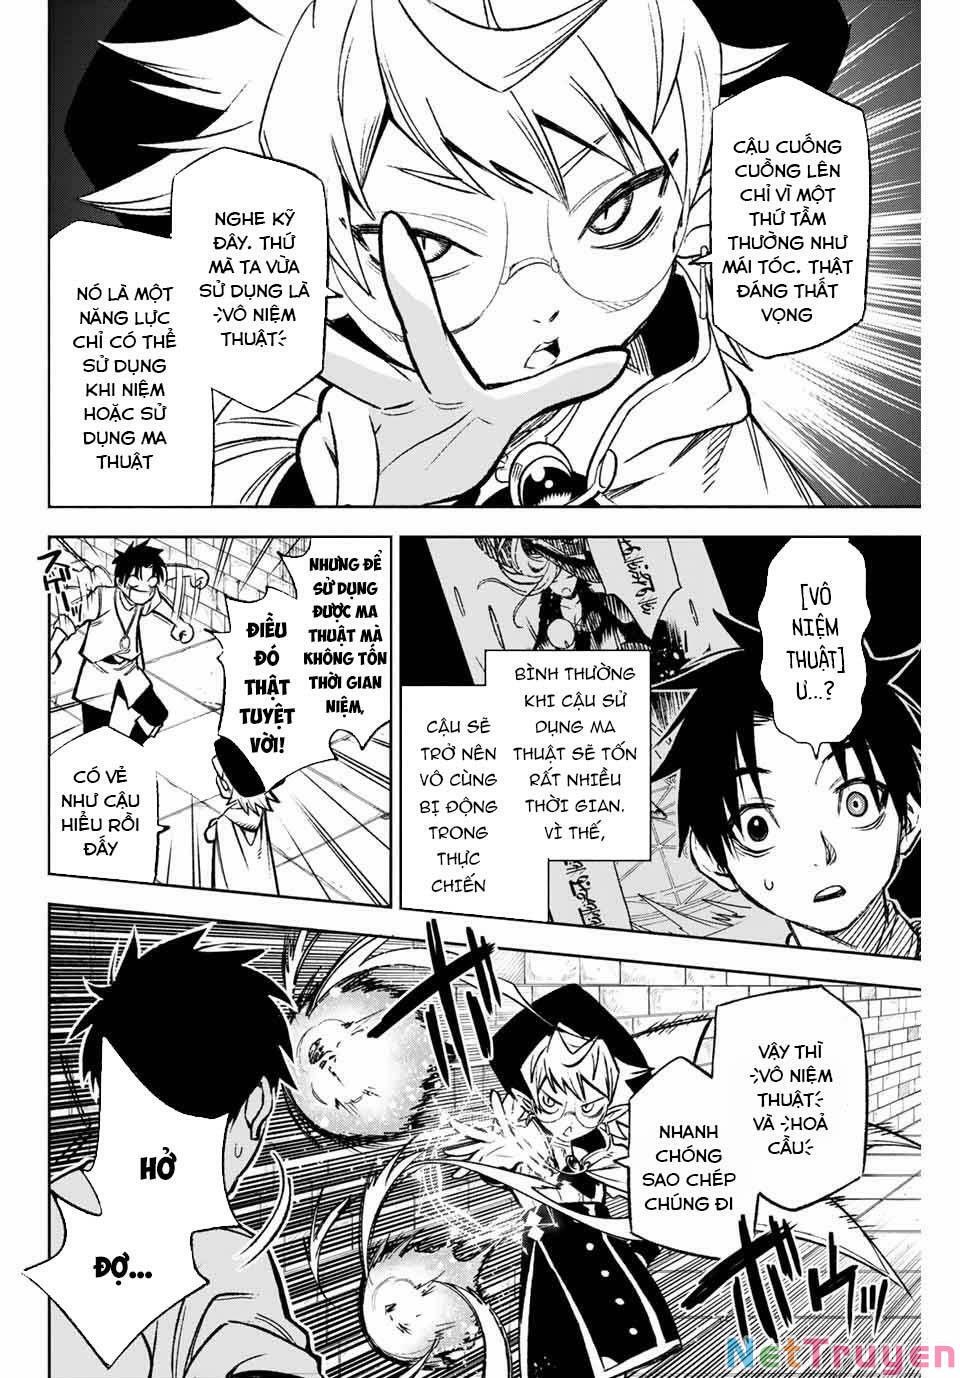 CẬU CUỐNG
CUỒNG LÊN
CHỈ VÌ MỘT
THỨ TẦM
THƯỜNG NHƯ
MÁI TÓC. THẬT
ĐÁNG THẤT
VỌNG
NGHE KỸ
ĐÂY. THỨ
MÀ TA VỪA
SỬ DỤNG LÀ
VÔ NIỆM
THUẬT
NÓ LÀ MỘT
NĂNG LỰC
CHỈ CÓ THỂ
SỬ DỤNG
KHI NIỆM
HOẶC SỬ
DỤNG MA
THUẬT
[VÔ
NIỆM
THUẬT]
Ư...?
BÌNH THƯỜNG
KHI CẬU SỬ
DỤNG MA
THUẬT SẼ TỐN
RẤT NHIỀU
THỜI GIAN.
VÌ THẾ,
CẬU SẼ
TRỞ NÊN
VÔ CÙNG
BỊ ĐỘNG
TRONG
THỰC
CHIẾN
NHƯNG ĐỂ
SỬ DỤNG
ĐƯỢC MA
THUẬT MÀ
KHÔNG TỐN
THỜI GIAN
NIỆM,
ĐIỀU
ĐÓ
THẬT
TUYỆT
VỜI!
CÓ VẺ
NHƯ CẬU
HIỂU RỒI
ĐẤY
VẬY THÌ
VÔ NIỆM
THUẬT
VÀ HOẢ
CẦU
NHANH
CHÓNG
SAO CHÉP
CHÚNG ĐI
HỞ
ĐỢ...
NetTruyen